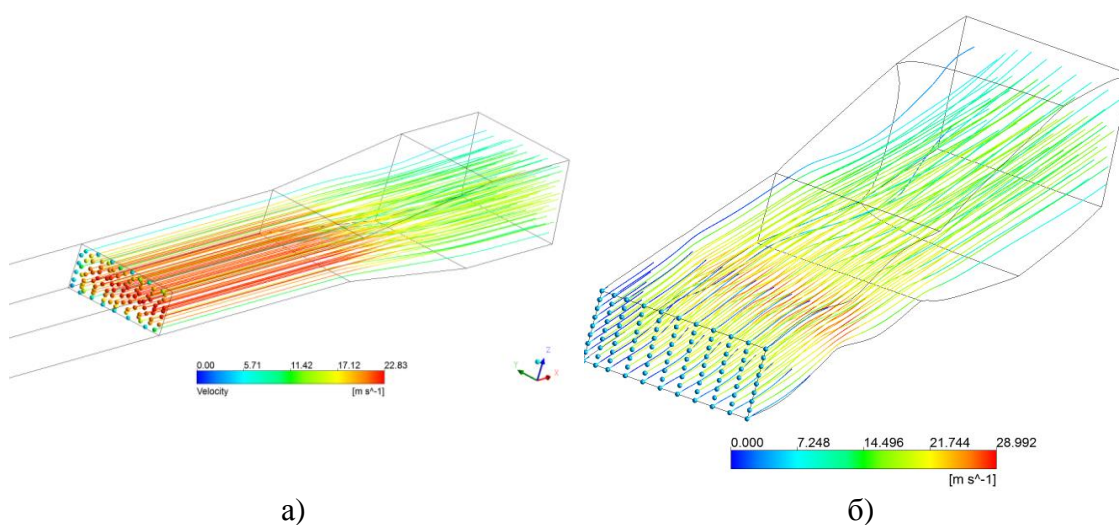 0.00 5.71 11.42 17.12 22.83
Velocity [m s^-1]
Y Z X
0.000 7.248 14.496 21.744 28.992
[m s^-1]
а) б)